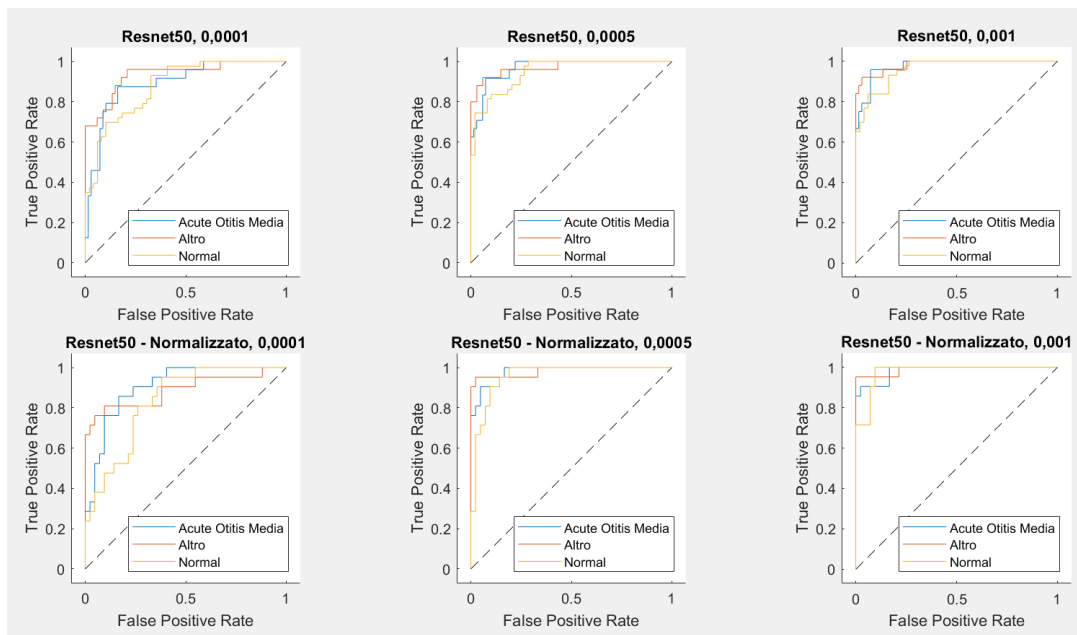 Resnet50, 0,0001
1
0.8
0.6
0.4
0.2
0
True Positive Rate
Acute Otitis Media
Altro
Normal
0
0.5
1
False Positive Rate
Resnet50, 0,0005
1
0.8
0.6
0.4
0.2
0
True Positive Rate
Acute Otitis Media
Altro
Normal
0
0.5
1
False Positive Rate
Resnet50, 0,001
1
0.8
0.6
0.4
0.2
0
True Positive Rate
Acute Otitis Media
Altro
Normal
0
0.5
1
False Positive Rate
Resnet50 - Normalizzato, 0,0001
1
0.8
0.6
0.4
0.2
0
True Positive Rate
Acute Otitis Media
Altro
Normal
0
0.5
1
False Positive Rate
Resnet50 - Normalizzato, 0,0005
1
0.8
0.6
0.4
0.2
0
True Positive Rate
Acute Otitis Media
Altro
Normal
0
0.5
1
False Positive Rate
Resnet50 - Normalizzato, 0,001
1
0.8
0.6
0.4
0.2
0
True Positive Rate
Acute Otitis Media
Altro
Normal
0
0.5
1
False Positive Rate